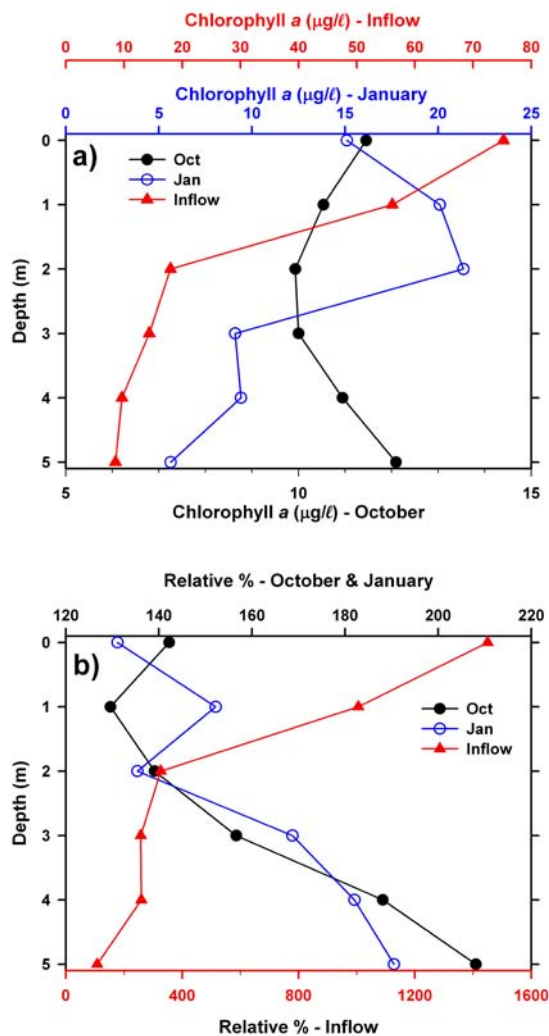 Chlorophyll a (µg/ℓ) - Inflow
0 10 20 30 40 50 60 70 80
Chlorophyll a (µg/ℓ) - January
0 5 10 15 20 25
a)
Oct
Jan
Inflow
0
1
2
3
4
5
Depth (m)
5 10 15
Chlorophyll a (µg/ℓ) - October
Relative % - October & January
120 140 160 180 200 220
b)
Oct
Jan
Inflow
0
1
2
3
4
5
Depth (m)
0 400 800 1200 1600
Relative % - Inflow